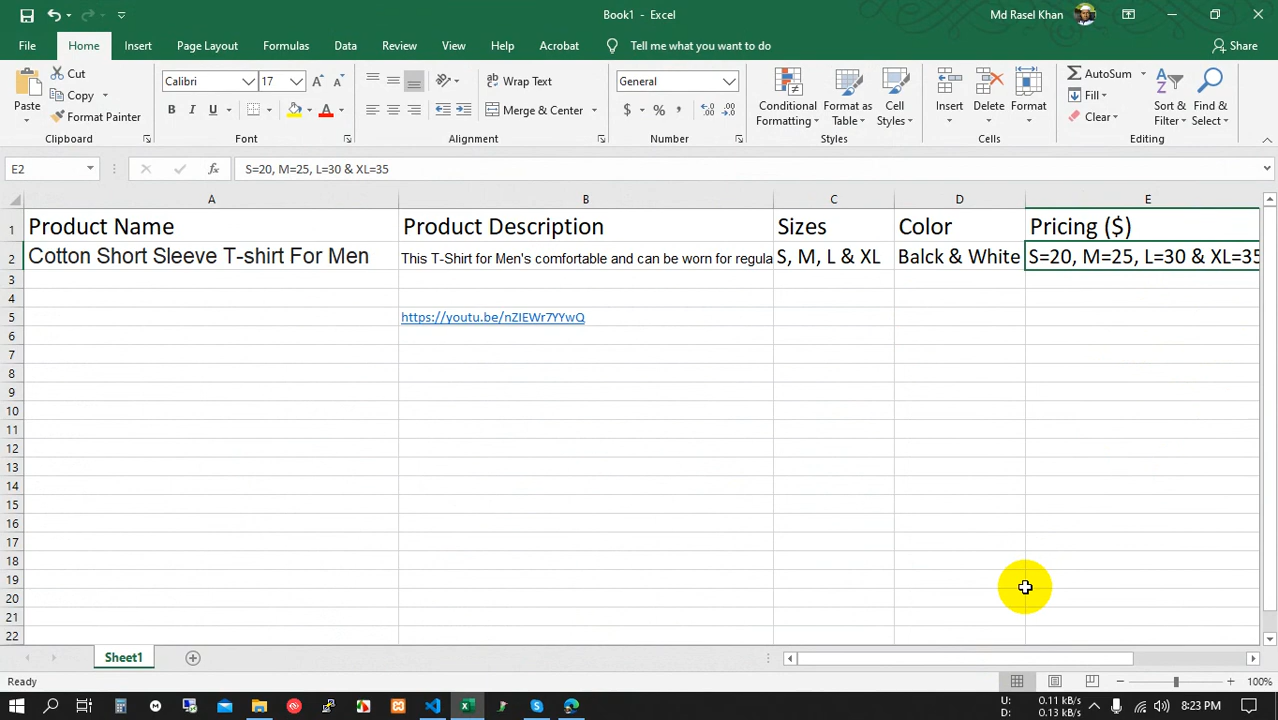 Book1 - Excel
Md Rasel Khan
File Home Insert Page Layout Formulas Data Review View Help Acrobat Tell me what you want to do Share
Paste
Cut
Copy
Format Painter
Calibri 17
B I U
Wrap Text
Merge & Center
General
$ % ,
Conditional Formatting
Format as Table
Cell Styles
Insert
Delete
Format
AutoSum
Fill
Clear
Sort & Filter
Find & Select
Clipboard Font Alignment Number Styles Cells Editing
E2 fx S=20, M=25, L=30 & XL=35
A B C D E
1 Product Name Product Description Sizes Color Pricing ($)
2 Cotton Short Sleeve T-shirt For Men This T-Shirt for Men's comfortable and can be worn for regula S, M, L & XL Balck & White S=20, M=25, L=30 & XL=35
3
4
5 https://youtu.be/nZIEWr7YYwQ
6
7
8
9
10
11
12
13
14
15
16
17
18
19
20
21
22
Sheet1
Ready
100%
U: 0.11 kB/s
D: 0.13 kB/s
8:23 PM